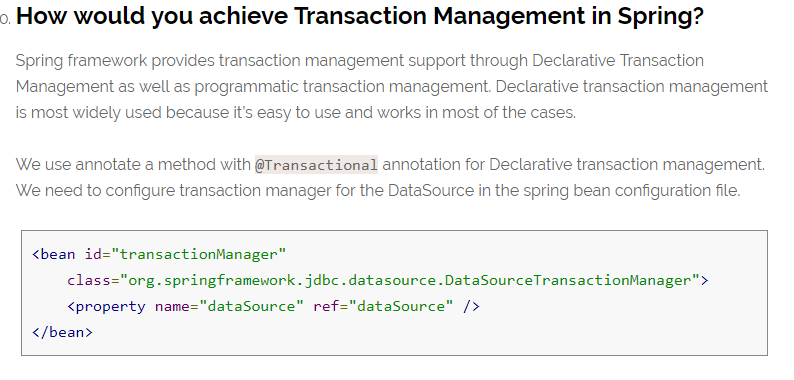 0. How would you achieve Transaction Management in Spring?
Spring framework provides transaction management support through Declarative Transaction
Management as well as programmatic transaction management. Declarative transaction management
is most widely used because it's easy to use and works in most of the cases.
We use annotate a method with @Transactional annotation for Declarative transaction management.
We need to configure transaction manager for the DataSource in the spring bean configuration file.
<bean id="transactionManager"
class="org.springframework.jdbc.datasource.DataSourceTransactionManager">
<property name="dataSource" ref="dataSource" />
</bean>